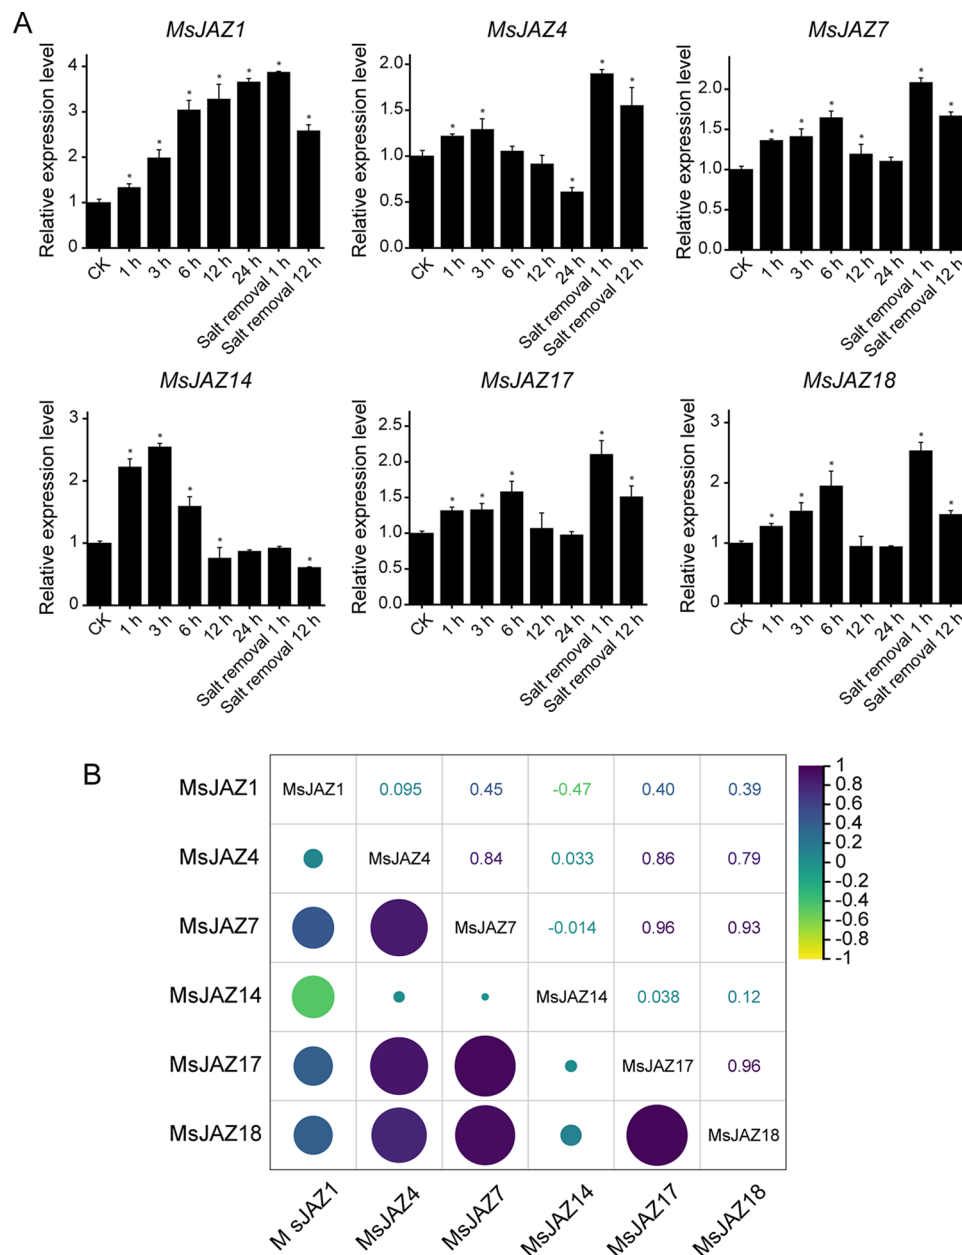 A
MsJAZ1
MsJAZ4
MsJAZ7
Relative expression level
4
3
2
1
0
*
*
*
*
*
*
*
*
CK
1 h
3 h
6 h
12 h
24 h
Salt removal 1 h
Salt removal 12 h
Relative expression level
2.0
1.5
1.0
0.5
0.0
*
*
*
*
*
CK
1 h
3 h
6 h
12 h
24 h
Salt removal 1 h
Salt removal 12 h
Relative expression level
2.0
1.5
1.0
0.5
0.0
*
*
*
*
*
*
CK
1 h
3 h
6 h
12 h
24 h
Salt removal 1 h
Salt removal 12 h
MsJAZ14
MsJAZ17
MsJAZ18
Relative expression level
3
2
1
0
*
*
*
*
*
CK
1 h
3 h
6 h
12 h
24 h
Salt removal 1 h
Salt removal 12 h
Relative expression level
2.5
2.0
1.5
1.0
0.5
0.0
*
*
*
*
*
CK
1 h
3 h
6 h
12 h
24 h
Salt removal 1 h
Salt removal 12 h
Relative expression level
3
2
1
0
*
*
*
*
*
CK
1 h
3 h
6 h
12 h
24 h
Salt removal 1 h
Salt removal 12 h
B
MsJAZ1 MsJAZ1 0.095 0.45 -0.47 0.40 0.39
MsJAZ4 MsJAZ4 0.84 0.033 0.86 0.79
MsJAZ7 MsJAZ7 -0.014 0.96 0.93
MsJAZ14 MsJAZ14 0.038 0.12
MsJAZ17 MsJAZ17 0.96
MsJAZ18 MsJAZ18
M sJAZ1
MsJAZ4
MsJAZ7
MsJAZ14
MsJAZ17
MsJAZ18
1
0.8
0.6
0.4
0.2
0
-0.2
-0.4
-0.6
-0.8
-1